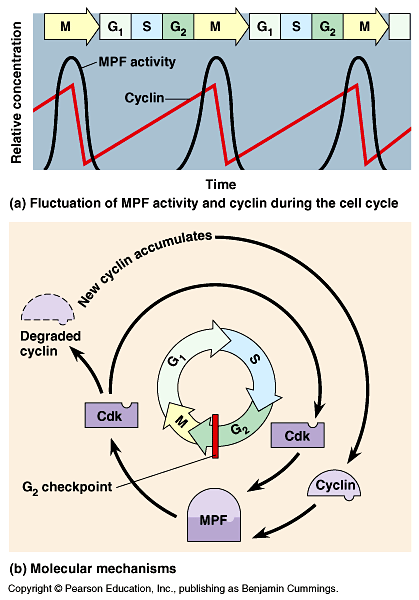 M G1 S G2 M G1 S G2 M
Relative concentration
MPF activity
Cyclin
Time
(a) Fluctuation of MPF activity and cyclin during the cell cycle
New cyclin accumulates
Degraded
cyclin
G1
S
Cdk
M
G2
Cdk
G2 checkpoint
Cyclin
MPF
(b) Molecular mechanisms
Copyright © Pearson Education, Inc., publishing as Benjamin Cummings.